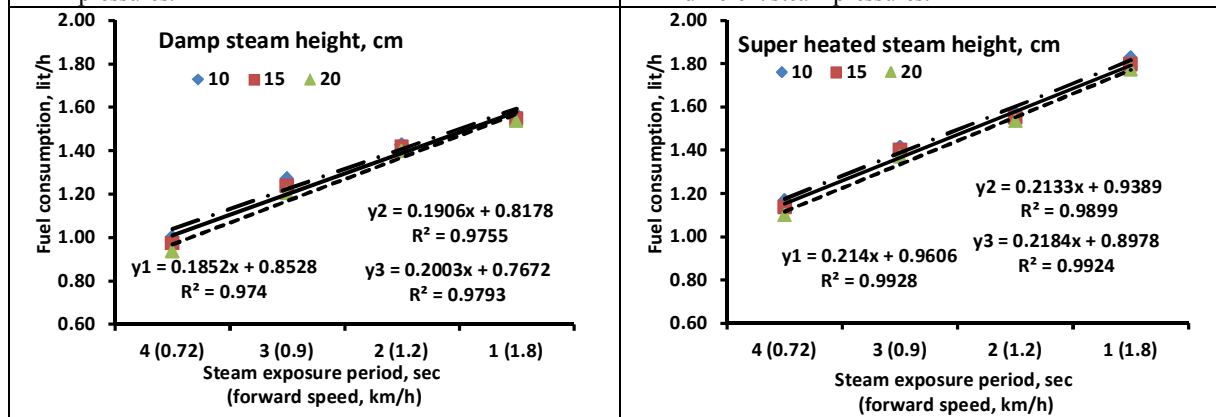 pressures.
different steam pressures.
Damp steam height, cm
10 15 20
Fuel consumption, lit/h
2.00
1.80
1.60
1.40
1.20
1.00
0.80
0.60
y2 = 0.1906x + 0.8178
R² = 0.9755
y1 = 0.1852x + 0.8528
R² = 0.974
y3 = 0.2003x + 0.7672
R² = 0.9793
4 (0.72) 3 (0.9) 2 (1.2) 1 (1.8)
Steam exposure period, sec
(forward speed, km/h)
Super heated steam height, cm
10 15 20
Fuel consumption, lit/h
2.00
1.80
1.60
1.40
1.20
1.00
0.80
0.60
y2 = 0.2133x + 0.9389
R² = 0.9899
y1 = 0.214x + 0.9606
R² = 0.9928
y3 = 0.2184x + 0.8978
R² = 0.9924
4 (0.72) 3 (0.9) 2 (1.2) 1 (1.8)
Steam exposure period, sec
(forward speed, km/h)